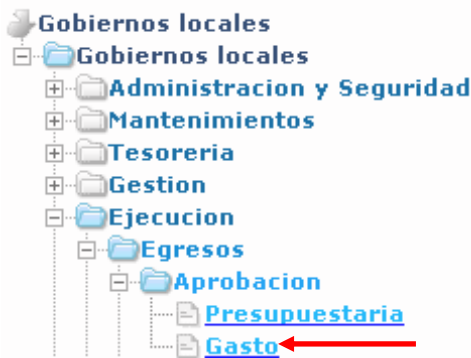 Gobiernos locales
Gobiernos locales
Administracion y Seguridad
Mantenimientos
Tesoreria
Gestion
Ejecucion
Egresos
Aprobacion
Presupuestaria
Gasto